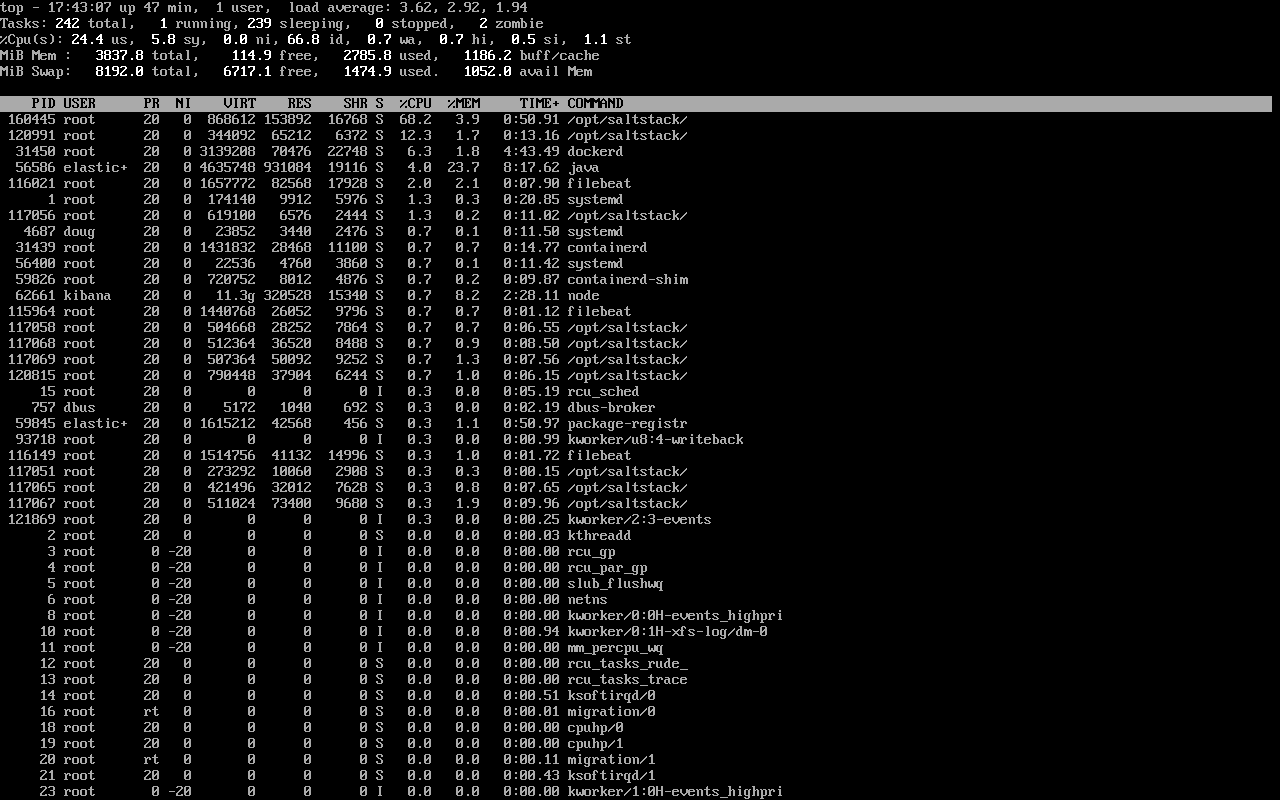 top - 17:43:07 up 47 min,  1 user,  load average: 3.62, 2.92, 1.94
Tasks: 242 total,   1 running, 239 sleeping,   0 stopped,   2 zombie
%Cpu(s): 24.4 us,  5.8 sy,  0.0 ni, 66.8 id,  0.7 wa,  0.7 hi,  0.5 si,  1.1 st
MiB Mem :   3837.8 total,    114.9 free,   2785.8 used,   1186.2 buff/cache
MiB Swap:   8192.0 total,   6717.1 free,   1474.9 used.   1052.0 avail Mem
PID USER      PR  NI    VIRT    RES    SHR S  %CPU  %MEM     TIME+ COMMAND
160445 root      20   0  868612 153892  16768 S  68.2   3.9   0:50.91 /opt/saltstack/
120991 root      20   0  344092  65212   6372 S  12.3   1.7   0:13.16 /opt/saltstack/
31450 root      20   0 3139208  70476  22748 S   6.3   1.8   4:43.49 dockerd
56586 elastic+  20   0 4635748 931084  19116 S   4.0  23.7   8:17.62 java
116021 root      20   0 1657772  82568  17928 S   2.0   2.1   0:07.90 filebeat
1 root      20   0  174140   9912   5976 S   1.3   0.3   0:20.85 systemd
117056 root      20   0  619100   6576   2444 S   1.3   0.2   0:11.02 /opt/saltstack/
4687 doug      20   0   23852   3440   2476 S   0.7   0.1   0:11.50 systemd
31439 root      20   0 1431832  28468  11100 S   0.7   0.7   0:14.77 containerd
56400 root      20   0   22536   4760   3860 S   0.7   0.1   0:11.42 systemd
59826 root      20   0  720752   8012   4876 S   0.7   0.2   0:09.87 containerd-shim
62661 kibana    20   0   11.3g 320528  15340 S   0.7   8.2   2:28.11 node
115964 root      20   0 1440768  26052   9796 S   0.7   0.7   0:01.12 filebeat
117058 root      20   0  504668  28252   7864 S   0.7   0.7   0:06.55 /opt/saltstack/
117068 root      20   0  512364  36520   8488 S   0.7   0.9   0:08.50 /opt/saltstack/
117069 root      20   0  507364  50092   9252 S   0.7   1.3   0:07.56 /opt/saltstack/
120815 root      20   0  790448  37904   6244 S   0.7   1.0   0:06.15 /opt/saltstack/
15 root      20   0       0      0      0 I   0.3   0.0   0:05.19 rcu_sched
757 dbus      20   0    5172   1040    692 S   0.3   0.0   0:02.19 dbus-broker
59845 elastic+  20   0 1615212  42568    456 S   0.3   1.1   0:50.97 package-registr
93718 root      20   0       0      0      0 I   0.3   0.0   0:00.99 kworker/u8:4-writeback
116149 root      20   0 1514756  41132  14996 S   0.3   1.0   0:01.72 filebeat
117051 root      20   0  273292  10060   2908 S   0.3   0.3   0:00.15 /opt/saltstack/
117065 root      20   0  421496  32012   7628 S   0.3   0.8   0:07.65 /opt/saltstack/
117067 root      20   0  511024  73400   9680 S   0.3   1.9   0:09.96 /opt/saltstack/
121869 root      20   0       0      0      0 I   0.3   0.0   0:00.25 kworker/2:3-events
2 root      20   0       0      0      0 S   0.0   0.0   0:00.03 kthreadd
3 root       0 -20       0      0      0 I   0.0   0.0   0:00.00 rcu_gp
4 root       0 -20       0      0      0 I   0.0   0.0   0:00.00 rcu_par_gp
5 root       0 -20       0      0      0 I   0.0   0.0   0:00.00 slub_flushwq
6 root       0 -20       0      0      0 I   0.0   0.0   0:00.00 netns
8 root       0 -20       0      0      0 I   0.0   0.0   0:00.00 kworker/0:0H-events_highpri
10 root       0 -20       0      0      0 I   0.0   0.0   0:00.94 kworker/0:1H-xfs-log/dm-0
11 root       0 -20       0      0      0 I   0.0   0.0   0:00.00 mm_percpu_wq
12 root      20   0       0      0      0 S   0.0   0.0   0:00.00 rcu_tasks_rude_
13 root      20   0       0      0      0 S   0.0   0.0   0:00.00 rcu_tasks_trace
14 root      20   0       0      0      0 S   0.0   0.0   0:00.51 ksoftirqd/0
16 root      rt   0       0      0      0 S   0.0   0.0   0:00.01 migration/0
18 root      20   0       0      0      0 S   0.0   0.0   0:00.00 cpuhp/0
19 root      20   0       0      0      0 S   0.0   0.0   0:00.00 cpuhp/1
20 root      rt   0       0      0      0 S   0.0   0.0   0:00.11 migration/1
21 root      20   0       0      0      0 S   0.0   0.0   0:00.43 ksoftirqd/1
23 root       0 -20       0      0      0 I   0.0   0.0   0:00.00 kworker/1:0H-events_highpri